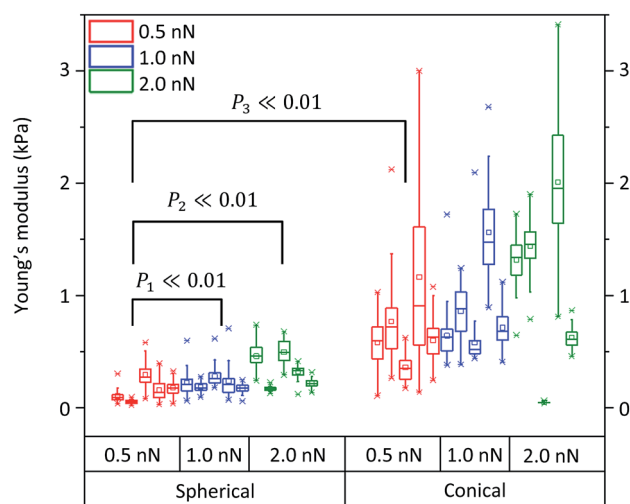 0.5 nN
1.0 nN
2.0 nN
P₃ ≪ 0.01
P₂ ≪ 0.01
P₁ ≪ 0.01
Young's modulus (kPa)
3 3
2 2
1 1
0 0
0.5 nN 1.0 nN 2.0 nN 0.5 nN 1.0 nN 2.0 nN
Spherical Conical